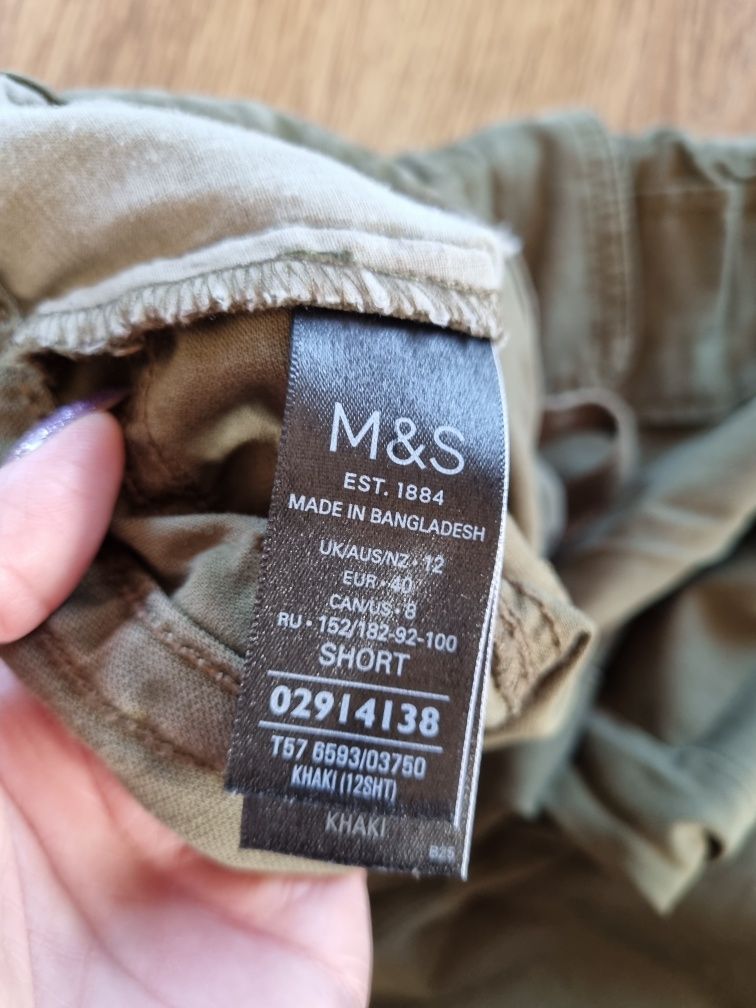 M&S
EST. 1884
MADE IN BANGLADESH
UK/AUS/NZ • 12
EUR • 40
CAN/US • 8
RU • 152/182-92-100
SHORT
02914138
T57 6593/03750
KHAKI (12SHT)
KHAKI